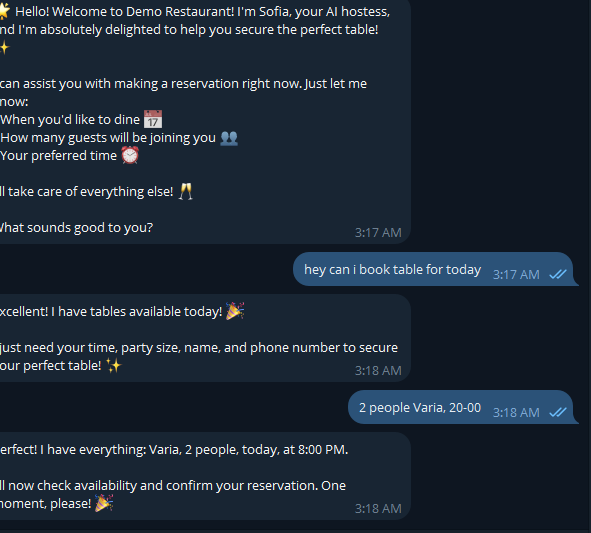 🌟 Hello! Welcome to Demo Restaurant! I'm Sofia, your AI hostess,
nd I'm absolutely delighted to help you secure the perfect table!
✨
can assist you with making a reservation right now. Just let me
now:
When you'd like to dine 📅
How many guests will be joining you 👥
Your preferred time ⏰
ll take care of everything else! 🥂
What sounds good to you?
3:17 AM
hey can i book table for today 3:17 AM
xcellent! I have tables available today! 🎉
just need your time, party size, name, and phone number to secure
our perfect table! ✨
3:18 AM
2 people Varia, 20-00 3:18 AM
erfect! I have everything: Varia, 2 people, today, at 8:00 PM.
ll now check availability and confirm your reservation. One
moment, please! 🎉
3:18 AM